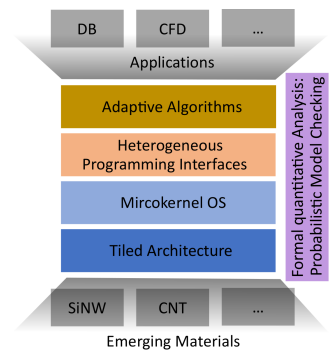 DB
CFD
...
Applications
Adaptive Algorithms
Heterogeneous
Programming Interfaces
Mircokernel OS
Tiled Architecture
SiNW
CNT
...
Emerging Materials
Formal quantitative Analysis:
Probabilistic Model Checking